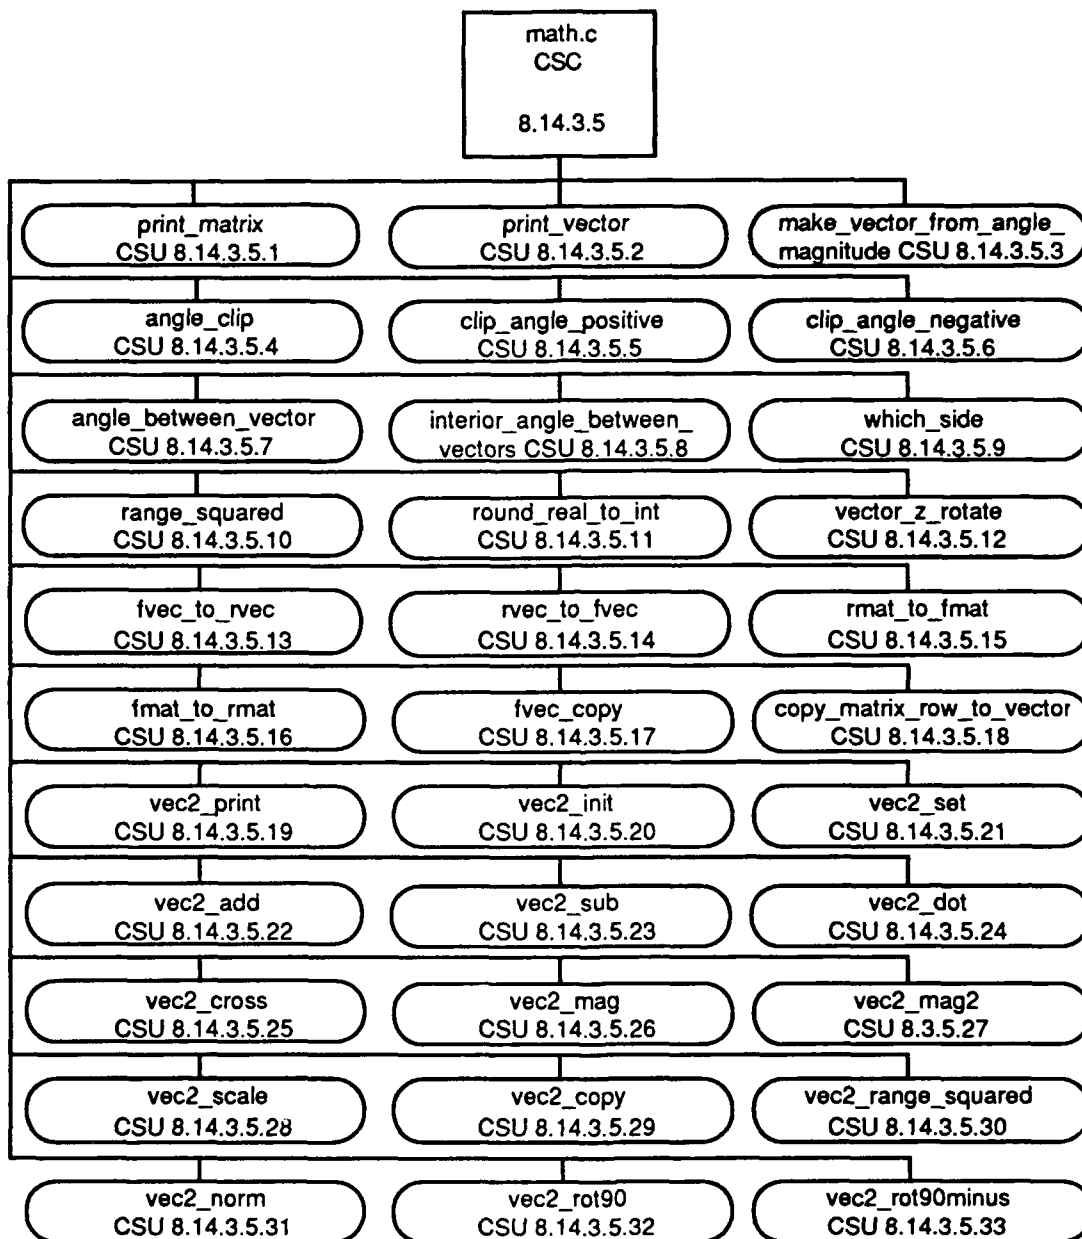 math.c
CSC
8.14.3.5
print_matrix
CSU 8.14.3.5.1
print_vector
CSU 8.14.3.5.2
make_vector_from_angle_
magnitude CSU 8.14.3.5.3
angle_clip
CSU 8.14.3.5.4
clip_angle_positive
CSU 8.14.3.5.5
clip_angle_negative
CSU 8.14.3.5.6
angle_between_vector
CSU 8.14.3.5.7
interior_angle_between_
vectors CSU 8.14.3.5.8
which_side
CSU 8.14.3.5.9
range_squared
CSU 8.14.3.5.10
round_real_to_int
CSU 8.14.3.5.11
vector_z_rotate
CSU 8.14.3.5.12
fvec_to_rvec
CSU 8.14.3.5.13
rvec_to_fvec
CSU 8.14.3.5.14
rmat_to_fmat
CSU 8.14.3.5.15
fmat_to_rmat
CSU 8.14.3.5.16
fvec_copy
CSU 8.14.3.5.17
copy_matrix_row_to_vector
CSU 8.14.3.5.18
vec2_print
CSU 8.14.3.5.19
vec2_init
CSU 8.14.3.5.20
vec2_set
CSU 8.14.3.5.21
vec2_add
CSU 8.14.3.5.22
vec2_sub
CSU 8.14.3.5.23
vec2_dot
CSU 8.14.3.5.24
vec2_cross
CSU 8.14.3.5.25
vec2_mag
CSU 8.14.3.5.26
vec2_mag2
CSU 8.3.5.27
vec2_scale
CSU 8.14.3.5.28
vec2_copy
CSU 8.14.3.5.29
vec2_range_squared
CSU 8.14.3.5.30
vec2_norm
CSU 8.14.3.5.31
vec2_rot90
CSU 8.14.3.5.32
vec2_rot90minus
CSU 8.14.3.5.33